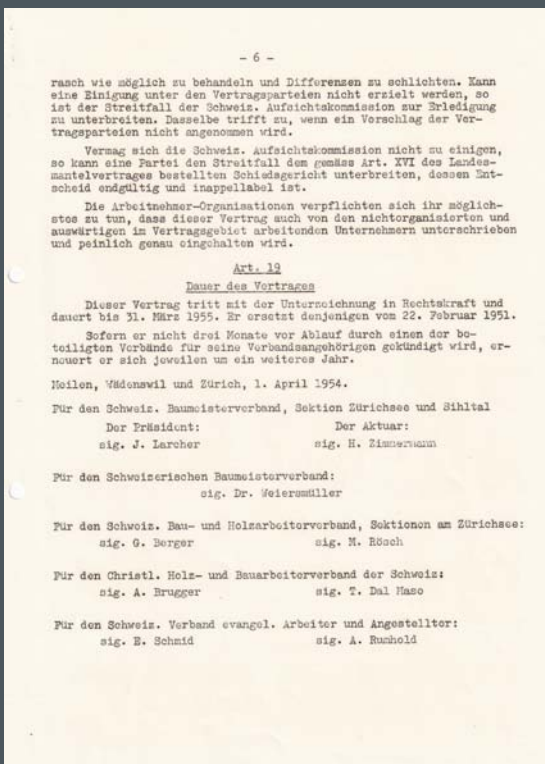 - 6 -
rasch wie möglich zu behandeln und Differenzen zu schlichten. Kann
eine Einigung unter den Vertragsparteien nicht erzielt werden, so
ist der Streitfall der Schweiz. Aufsichtskommission zur Erledigung
zu unterbreiten. Dasselbe trifft zu, wenn ein Vorschlag der Ver-
tragsparteien nicht angenommen wird.
Vermag sich die Schweiz. Aufsichtskommission nicht zu einigen,
so kann eine Partei den Streitfall dem gemäss Art. XVI des Landes-
mantelvertrages bestellten Schiedsgericht unterbreiten, dessen Ent-
scheid endgültig und inappellabel ist.
Die Arbeitnehmer-Organisationen verpflichten sich ihr möglich-
stes zu tun, dass dieser Vertrag auch von den nichtorganisierten und
auswärtigen im Vertragsgebiet arbeitenden Unternehmern unterschrieben
und peinlich genau eingehalten wird.
Art. 19
Dauer des Vertrages
Dieser Vertrag tritt mit der Unterzeichnung in Rechtskraft und
dauert bis 31. März 1955. Er ersetzt denjenigen vom 22. Februar 1951.
Sofern er nicht drei Monate vor Ablauf durch einen der be-
teiligten Verbände für seine Verbandsangehörigen gekündigt wird, er-
neuert er sich jeweilen um ein weiteres Jahr.
Meilen, Wädenswil und Zürich, 1. April 1954.
Für den Schweiz. Baumeisterverband, Sektion Zürichsee und Sihltal
Der Präsident: Der Aktuar:
sig. J. Larcher sig. H. Zimmermann
Für den Schweizerischen Baumeisterverband:
sig. Dr. Weiersmüller
Für den Schweiz. Bau- und Holzarbeiterverband, Sektionen am Zürichsee:
sig. G. Berger sig. M. Rösch
Für den Christl. Holz- und Bauarbeiterverband der Schweiz:
sig. A. Brugger sig. T. Dal Maso
Für den Schweiz. Verband evangel. Arbeiter und Angestellter:
sig. E. Schmid sig. A. Rumhold